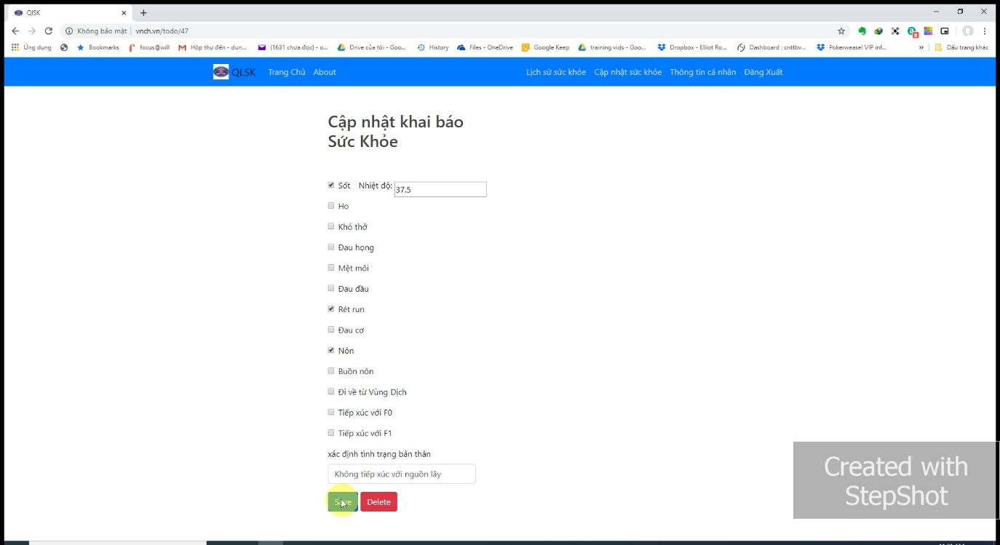 QlSK
Không bảo mật | vnch.vn/todo/47
Ứng dụng Bookmarks focus@will Hộp thư đến - dun... (1631 chưa đọc) - o... Drive của tôi - Goo... History Files - OneDrive Google Keep training vids - Goo... Dropbox - Elliot Ro... Dashboard : cnttbv... Pokerweasel VIP inf... » Dấu trang khác
QLSK Trang Chủ About Lịch sử sức khỏe Cập nhật sức khỏe Thông tin cá nhân Đăng Xuất
Cập nhật khai báo
Sức Khỏe
Sốt Nhiệt độ: 37.5
Ho
Khó thở
Đau họng
Mệt mỏi
Đau đầu
Rét run
Đau cơ
Nôn
Buồn nôn
Đi về từ Vùng Dịch
Tiếp xúc với F0
Tiếp xúc với F1
xác định tình trạng bản thân
Không tiếp xúc với nguồn lây
Save Delete
Created with
StepShot